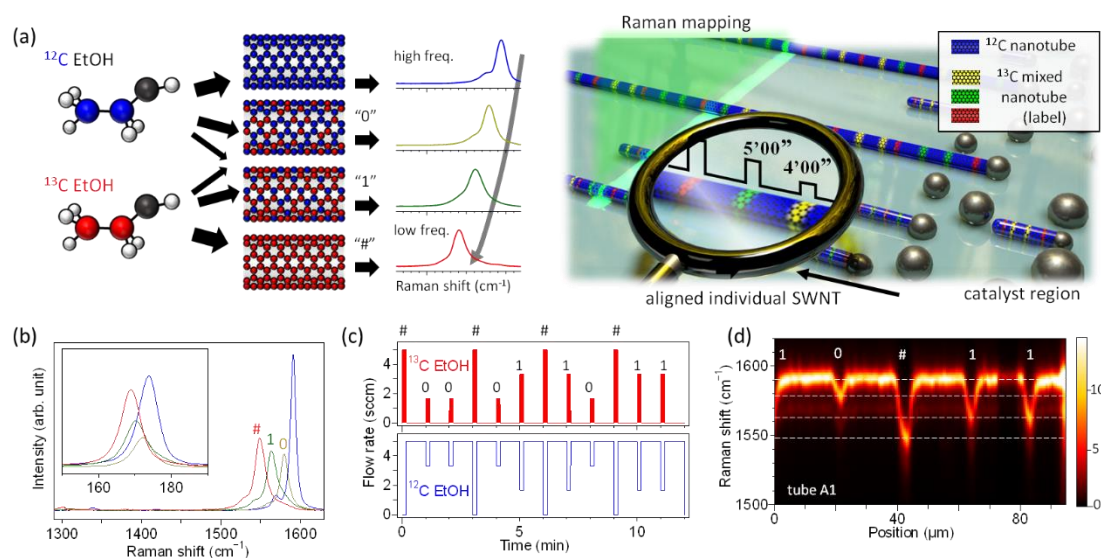 (a)
Raman mapping
¹²C EtOH
high freq.
"0"
¹³C EtOH
"1"
"#"
low freq.
Raman shift (cm⁻¹)
¹²C nanotube
¹³C mixed
nanotube
(label)
5'00"
4'00"
aligned individual SWNT
catalyst region
(b)
Intensity (arb. unit)
# 1 0
150 160 170 180 190
1300 1400 1500 1600
Raman shift (cm⁻¹)
(c)
# # # #
¹³C EtOH
0 0 0 1 1 0 1 1
4
2
0
Flow rate (sccm)
4
2
0
¹²C EtOH
0 5 10
Time (min)
(d)
1 0 # 1 1
1600
1550
1500
Raman shift (cm⁻¹)
tube A1
0 20 40 60 80
Position (µm)
10
5
0